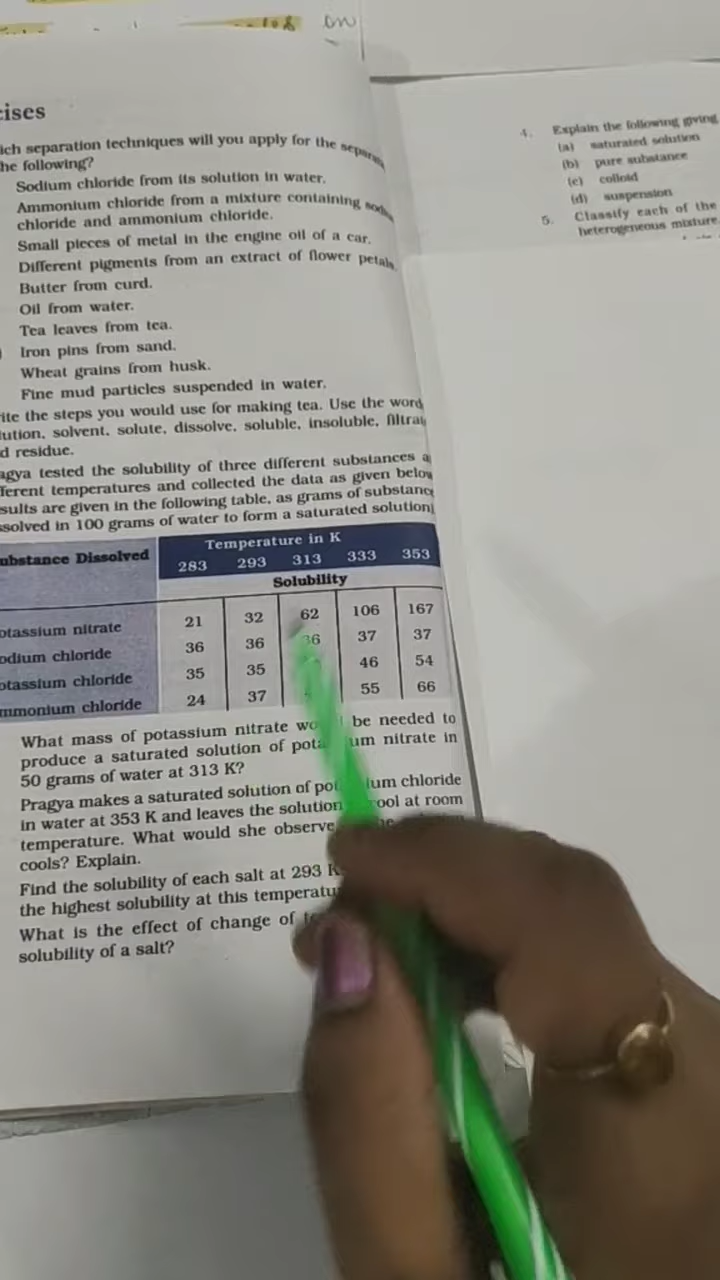 on
cises
ich separation techniques will you apply for the
he following?
Sodium chloride from its solution in water.
Ammonium chloride from a mixture containing
chloride and ammonium chloride.
Small pieces of metal in the engine oil of a car.
Different pigments from an extract of flower petals.
Butter from curd.
Oil from water.
Tea leaves from tea.
) Iron pins from sand.
Wheat grains from husk.
Fine mud particles suspended in water.
ite the steps you would use for making tea. Use the word
lution, solvent, solute, dissolve, soluble, insoluble, filtra
d residue.
agya tested the solubility of three different substances a
fferent temperatures and collected the data as given below
sults are given in the following table, as grams of substance
ssolved in 100 grams of water to form a saturated solution
ubstance Dissolved Temperature in K
283 293 313 333 353
Solubility
otassium nitrate 21 32 62 106 167
odium chloride 36 36 36 37 37
otassium chloride 35 35 46 54
mmonium chloride 24 37 55 66
What mass of potassium nitrate wo be needed to
produce a saturated solution of pota um nitrate in
50 grams of water at 313 K?
Pragya makes a saturated solution of po ium chloride
in water at 353 K and leaves the solution ool at room
temperature. What would she observe
cools? Explain.
Find the solubility of each salt at 293 K
the highest solubility at this temperatu
What is the effect of change of
solubility of a salt?
4. Explain the following giving
(a) saturated solution
(b) pure substance
(c) colloid
(d) suspension
5. Classify each of the
heterogeneous mixture